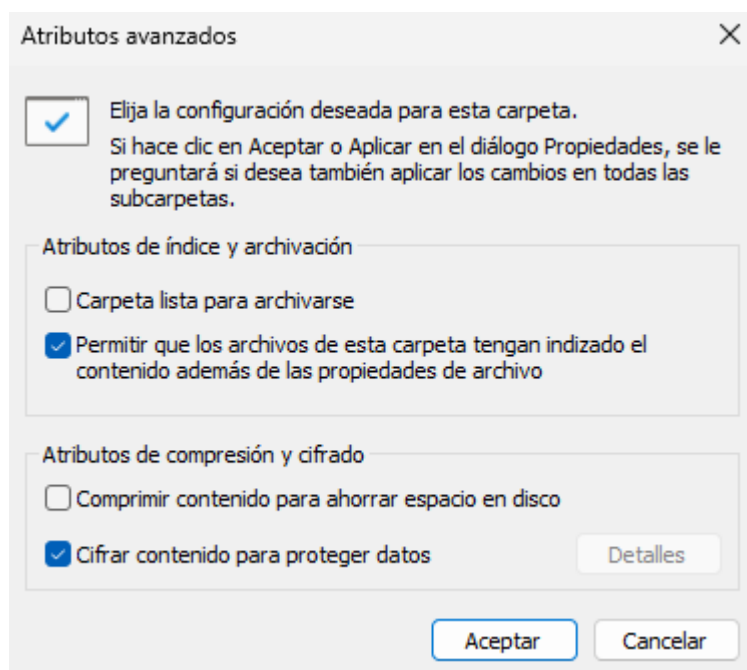 Atributos avanzados
Elija la configuración deseada para esta carpeta.
Si hace clic en Aceptar o Aplicar en el diálogo Propiedades, se le
preguntará si desea también aplicar los cambios en todas las
subcarpetas.
Atributos de índice y archivación
Carpeta lista para archivarse
Permitir que los archivos de esta carpeta tengan indizado el
contenido además de las propiedades de archivo
Atributos de compresión y cifrado
Comprimir contenido para ahorrar espacio en disco
Cifrar contenido para proteger datos
Detalles
Aceptar
Cancelar